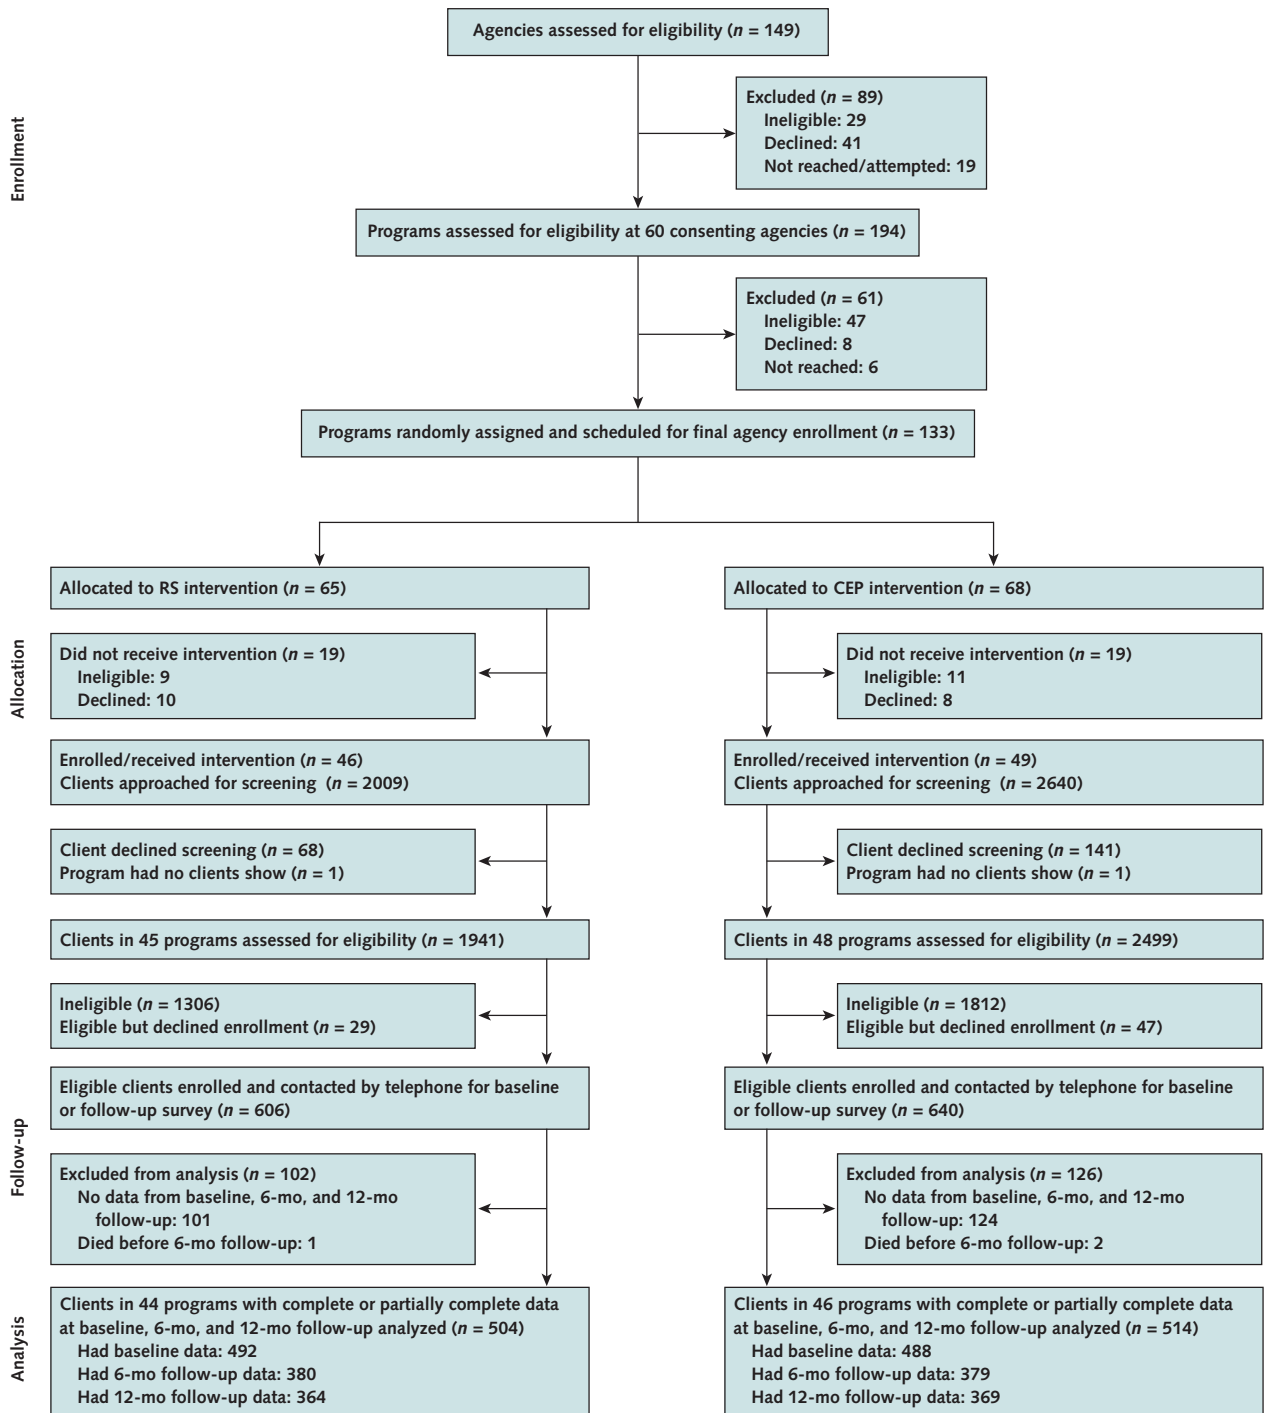 Enrollment
Agencies assessed for eligibility (n = 149)
Excluded (n = 89)
Ineligible: 29
Declined: 41
Not reached/attempted: 19
Programs assessed for eligibility at 60 consenting agencies (n = 194)
Excluded (n = 61)
Ineligible: 47
Declined: 8
Not reached: 6
Programs randomly assigned and scheduled for final agency enrollment (n = 133)
Allocation
Allocated to RS intervention (n = 65)
Did not receive intervention (n = 19)
Ineligible: 9
Declined: 10
Enrolled/received intervention (n = 46)
Clients approached for screening (n = 2009)
Client declined screening (n = 68)
Program had no clients show (n = 1)
Clients in 45 programs assessed for eligibility (n = 1941)
Ineligible (n = 1306)
Eligible but declined enrollment (n = 29)
Allocated to CEP intervention (n = 68)
Did not receive intervention (n = 19)
Ineligible: 11
Declined: 8
Enrolled/received intervention (n = 49)
Clients approached for screening (n = 2640)
Client declined screening (n = 141)
Program had no clients show (n = 1)
Clients in 48 programs assessed for eligibility (n = 2499)
Ineligible (n = 1812)
Eligible but declined enrollment (n = 47)
Follow-up
Eligible clients enrolled and contacted by telephone for baseline
or follow-up survey (n = 606)
Excluded from analysis (n = 102)
No data from baseline, 6-mo, and 12-mo
follow-up: 101
Died before 6-mo follow-up: 1
Eligible clients enrolled and contacted by telephone for baseline
or follow-up survey (n = 640)
Excluded from analysis (n = 126)
No data from baseline, 6-mo, and 12-mo
follow-up: 124
Died before 6-mo follow-up: 2
Analysis
Clients in 44 programs with complete or partially complete data
at baseline, 6-mo, and 12-mo follow-up analyzed (n = 504)
Had baseline data: 492
Had 6-mo follow-up data: 380
Had 12-mo follow-up data: 364
Clients in 46 programs with complete or partially complete data
at baseline, 6-mo, and 12-mo follow-up analyzed (n = 514)
Had baseline data: 488
Had 6-mo follow-up data: 379
Had 12-mo follow-up data: 369